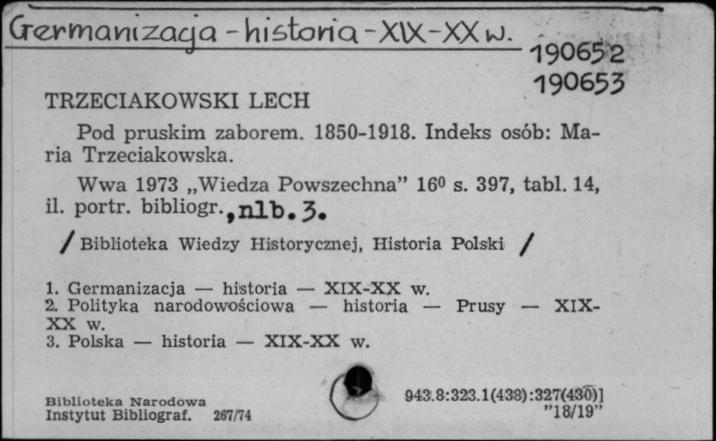 Germanizacja - historia - XIX-XX w.
190652
190653
TRZECIAKOWSKI LECH
Pod pruskim zaborem. 1850-1918. Indeks osób: Ma-
ria Trzeciakowska.
Wwa 1973 „Wiedza Powszechna” 16⁰ s. 397, tabl. 14,
il. portr. bibliogr., nlb. 3.
/ Biblioteka Wiedzy Historycznej, Historia Polski /
1. Germanizacja — historia — XIX-XX w.
2. Polityka narodowościowa — historia — Prusy — XIX-
XX w.
3. Polska — historia — XIX-XX w.
Biblioteka Narodowa
Instytut Bibliograf. 267/74
943.8:323.1(438):327(430)]
"18/19"